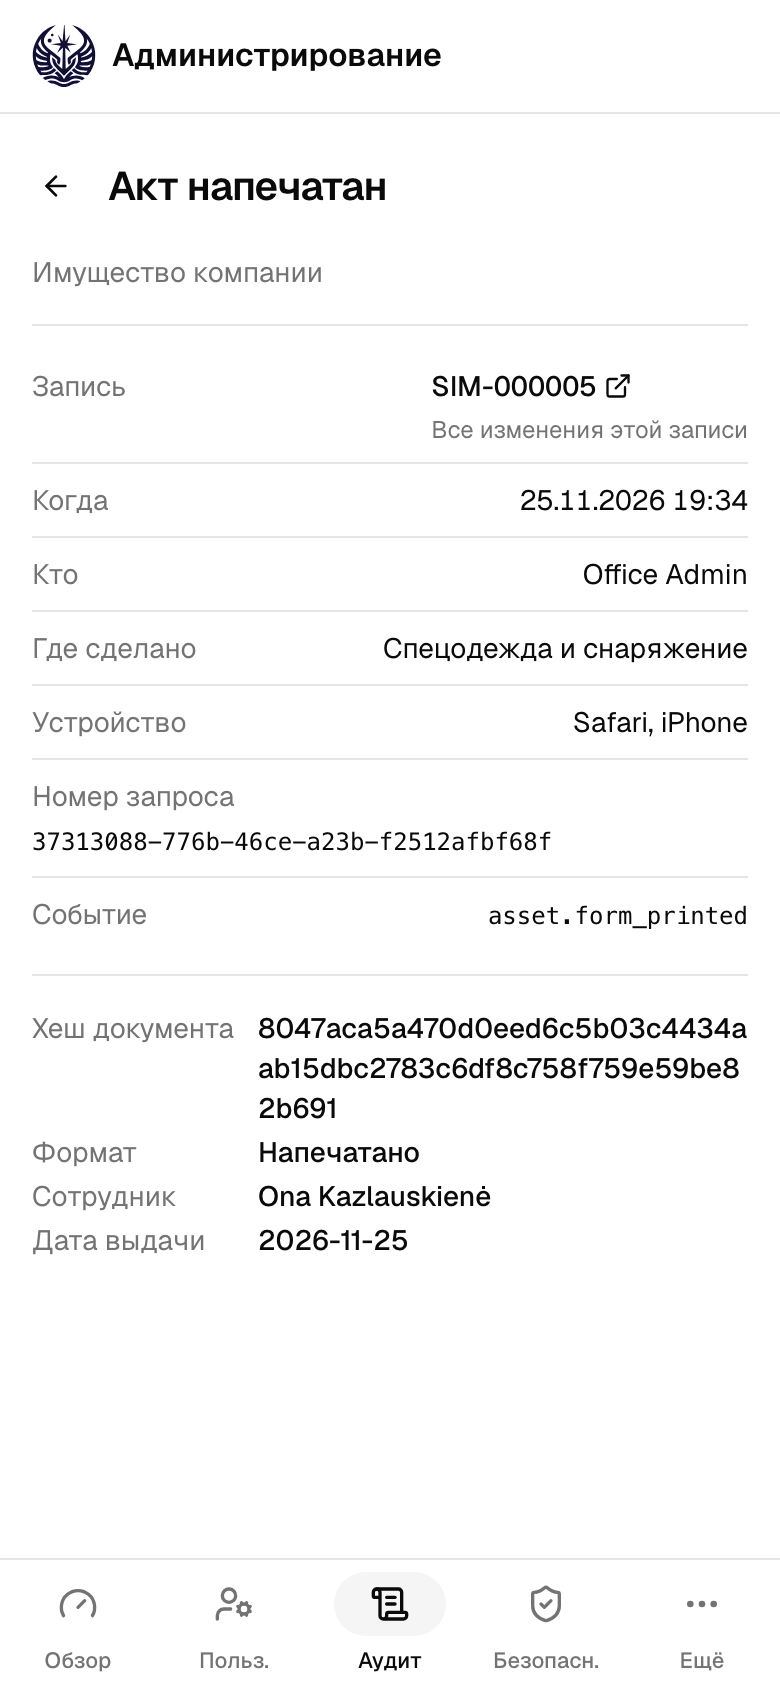 Администрирование
Акт напечатан
Имущество компании
Запись
SIM-000005
Все изменения этой записи
Когда
25.11.2026 19:34
Кто
Office Admin
Где сделано
Спецодежда и снаряжение
Устройство
Safari, iPhone
Номер запроса
37313088-776b-46ce-a23b-f2512afbf68f
Событие
asset.form_printed
Хеш документа
8047aca5a470d0eed6c5b03c4434a
ab15dbc2783c6df8c758f759e59be8
2b691
Формат
Напечатано
Сотрудник
Ona Kazlauskienė
Дата выдачи
2026-11-25
Обзор
Польз.
Аудит
Безопасн.
Ещё